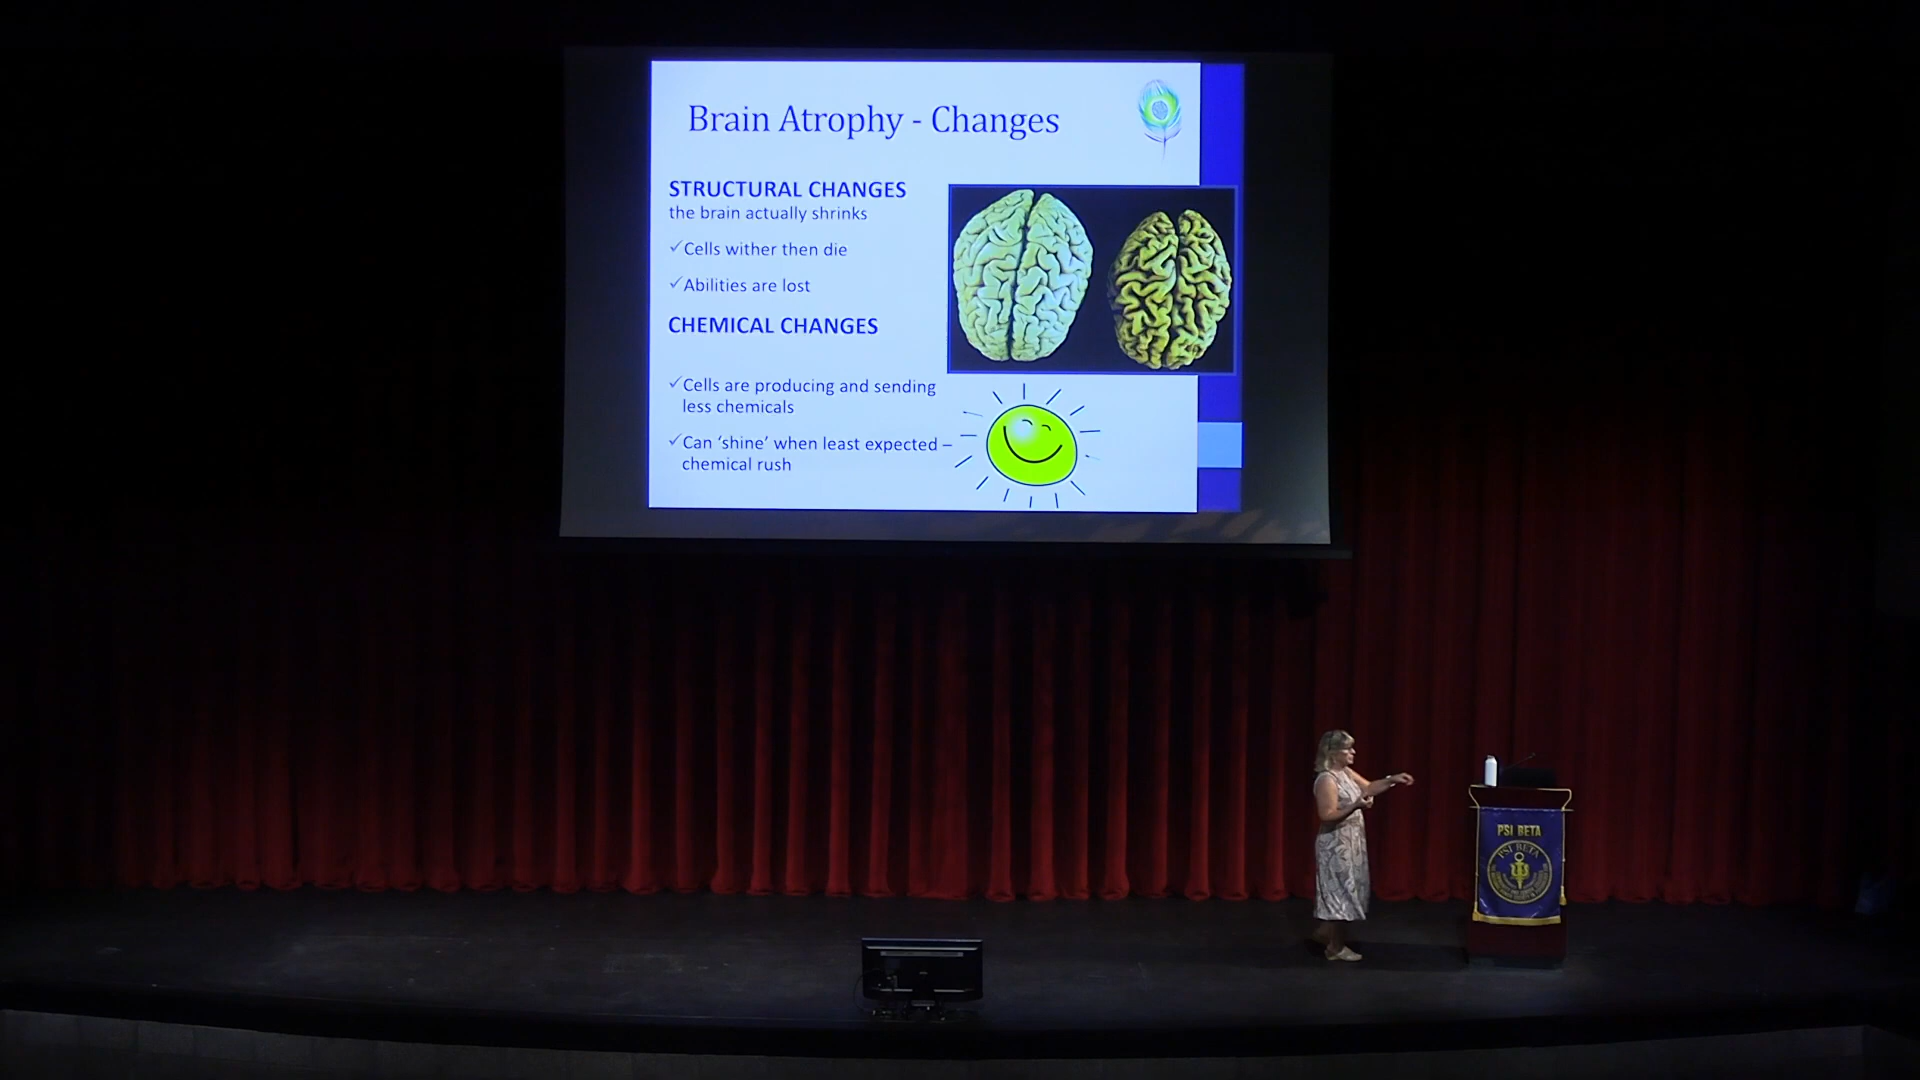 Brain Atrophy - Changes
STRUCTURAL CHANGES
the brain actually shrinks
✓Cells wither then die
✓Abilities are lost
CHEMICAL CHANGES
✓Cells are producing and sending
less chemicals
✓Can ‘shine’ when least expected –
chemical rush
PSI BETA
PSI BETA